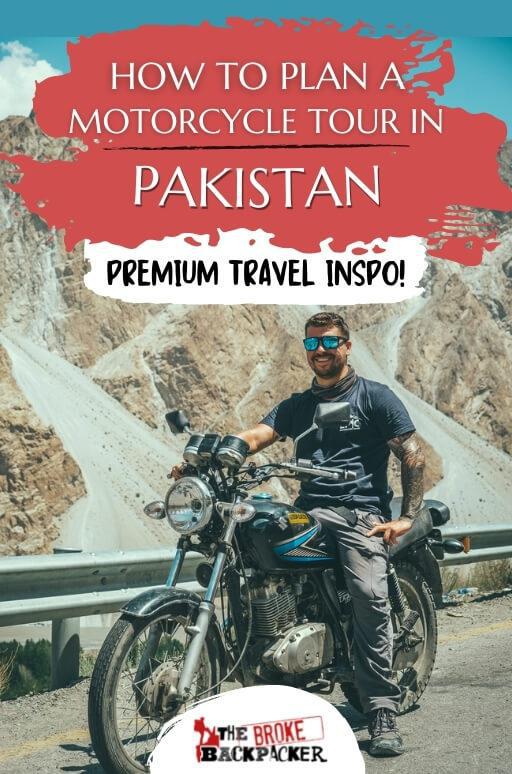 HOW TO PLAN A
MOTORCYCLE TOUR IN
PAKISTAN
PREMIUM TRAVEL INSPO!
THE BROKE
BACKPACKER